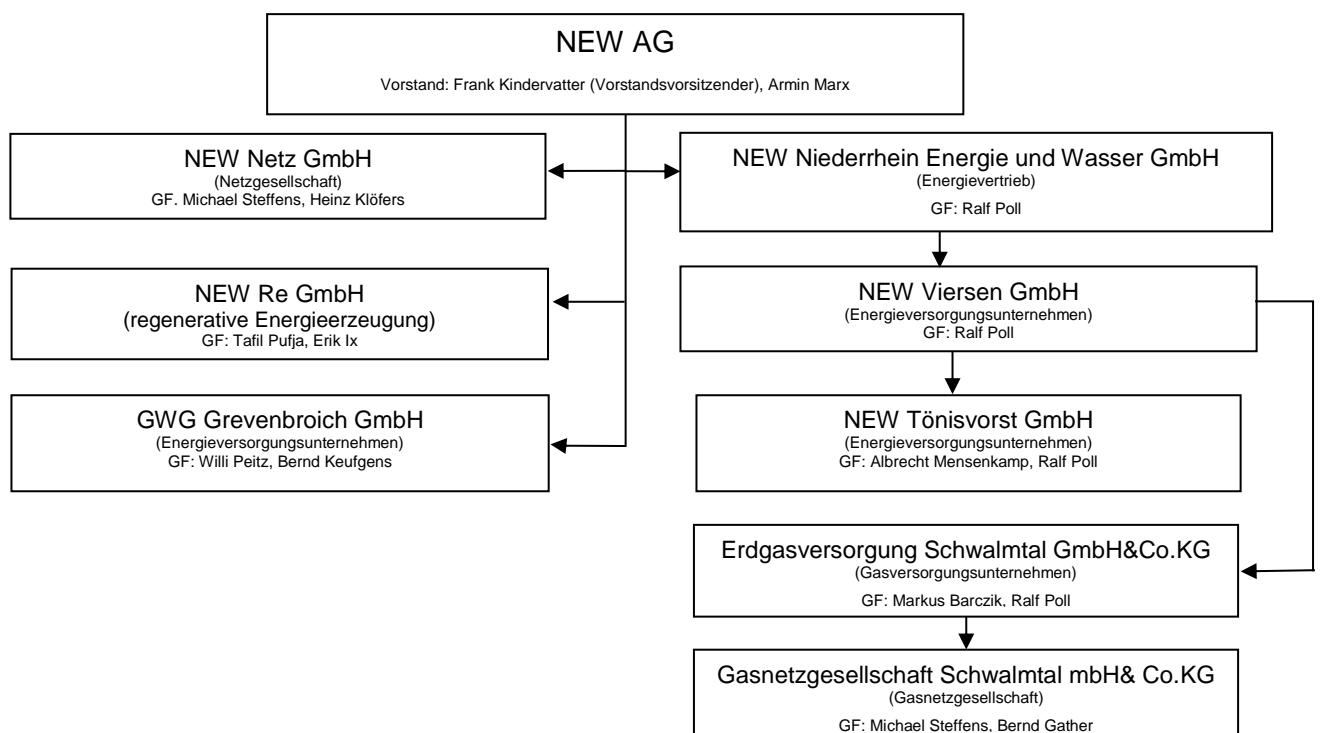 NEW AG
Vorstand: Frank Kindervatter (Vorstandsvorsitzender), Armin Marx
NEW Netz GmbH
(Netzgesellschaft)
GF. Michael Steffens, Heinz Klöfers
NEW Niederrhein Energie und Wasser GmbH
(Energievertrieb)
GF: Ralf Poll
NEW Re GmbH
(regenerative Energieerzeugung)
GF: Tafil Pufja, Erik Ix
NEW Viersen GmbH
(Energieversorgungsunternehmen)
GF: Ralf Poll
GWG Grevenbroich GmbH
(Energieversorgungsunternehmen)
GF: Willi Peitz, Bernd Keufgens
NEW Tönisvorst GmbH
(Energieversorgungsunternehmen)
GF: Albrecht Mensenkamp, Ralf Poll
Erdgasversorgung Schwalmtal GmbH&Co.KG
(Gasversorgungsunternehmen)
GF: Markus Barczik, Ralf Poll
Gasnetzgesellschaft Schwalmtal mbH& Co.KG
(Gasnetzgesellschaft)
GF: Michael Steffens, Bernd Gather